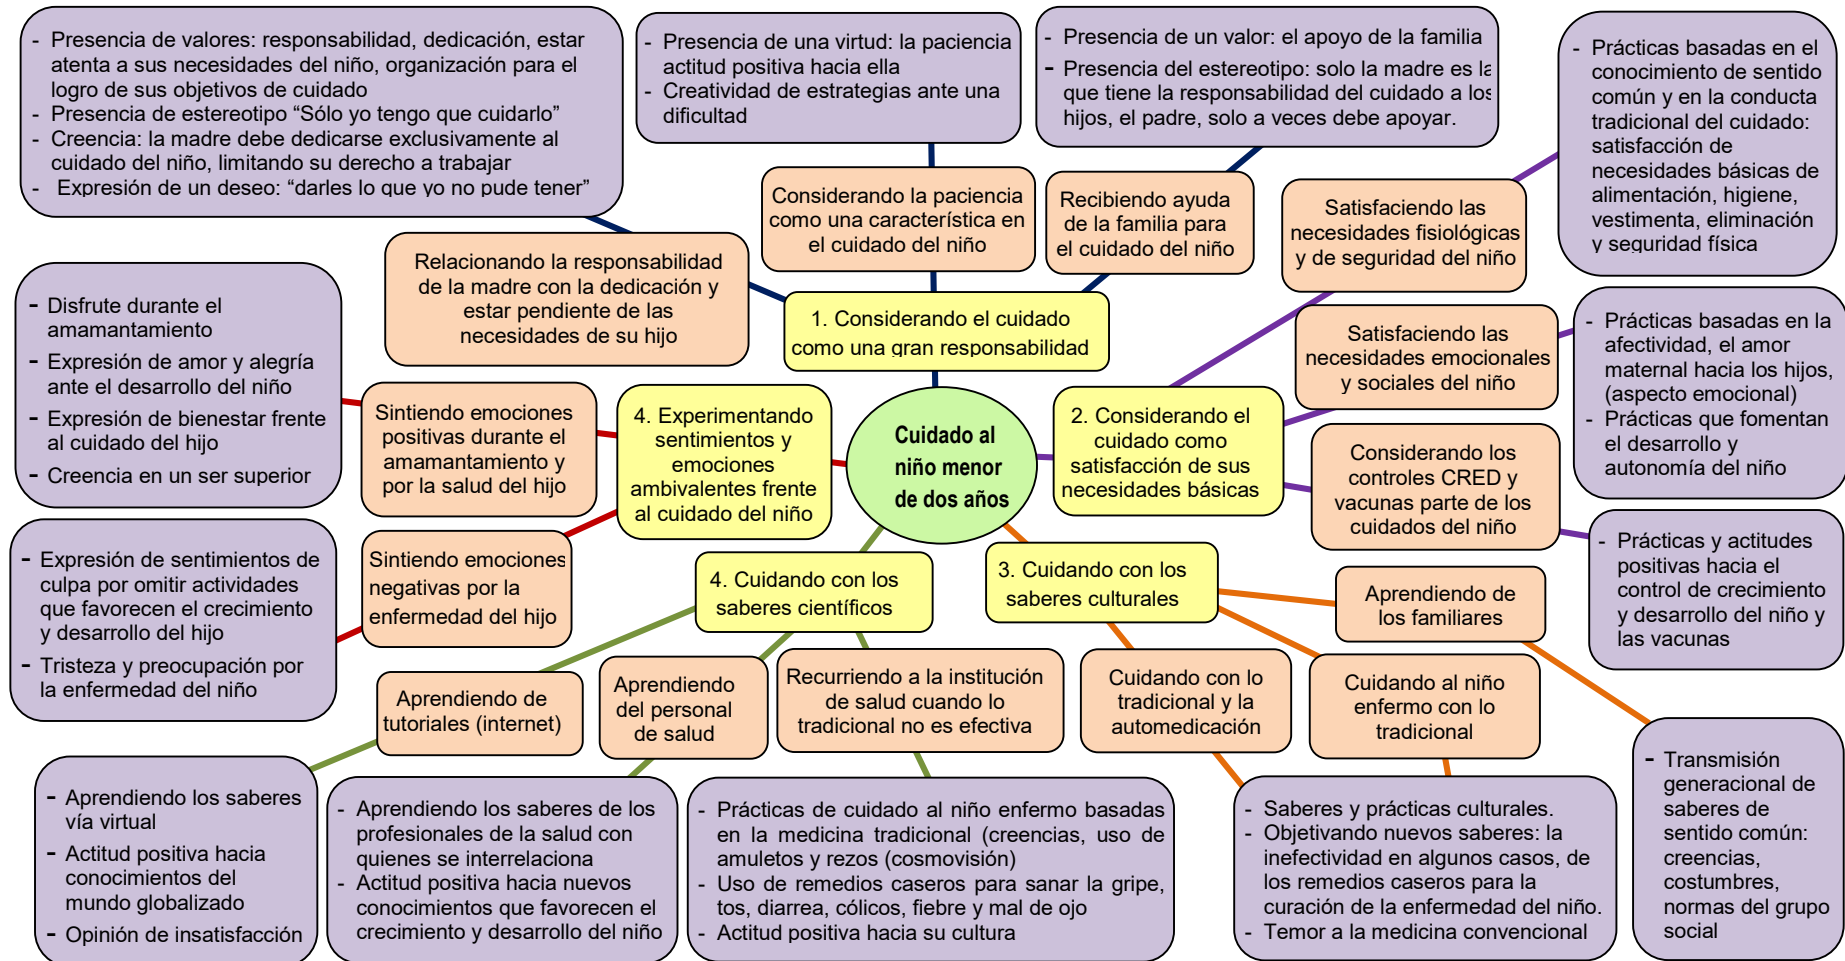 - Presencia de valores: responsabilidad, dedicación, estar
atenta a sus necesidades del niño, organización para el
logro de sus objetivos de cuidado
- Presencia de estereotipo “Sólo yo tengo que cuidarlo”
- Creencia: la madre debe dedicarse exclusivamente al
cuidado del niño, limitando su derecho a trabajar
- Expresión de un deseo: “darles lo que yo no pude tener”
- Presencia de una virtud: la paciencia
actitud positiva hacia ella
- Creatividad de estrategias ante una
dificultad
- Presencia de un valor: el apoyo de la familia
- Presencia del estereotipo: solo la madre es la
que tiene la responsabilidad del cuidado a los
hijos, el padre, solo a veces debe apoyar.
- Prácticas basadas en el
conocimiento de sentido
común y en la conducta
tradicional del cuidado:
satisfacción de
necesidades básicas de
alimentación, higiene,
vestimenta, eliminación
y seguridad física
Relacionando la responsabilidad
de la madre con la dedicación y
estar pendiente de las
necesidades de su hijo
Considerando la paciencia
como una característica en
el cuidado del niño
Recibiendo ayuda
de la familia para
el cuidado del niño
Satisfaciendo las
necesidades fisiológicas
y de seguridad del niño
1. Considerando el cuidado
como una gran responsabilidad
Satisfaciendo las
necesidades emocionales
y sociales del niño
- Prácticas basadas en la
afectividad, el amor
maternal hacia los hijos,
(aspecto emocional)
- Prácticas que fomentan
el desarrollo y
autonomía del niño
- Disfrute durante el
amamantamiento
- Expresión de amor y alegría
ante el desarrollo del niño
- Expresión de bienestar frente
al cuidado del hijo
- Creencia en un ser superior
Sintiendo emociones
positivas durante el
amamantamiento y
por la salud del hijo
4. Experimentando
sentimientos y
emociones
ambivalentes frente
al cuidado del niño
Cuidado al
niño menor
de dos años
2. Considerando el
cuidado como
satisfacción de sus
necesidades básicas
Considerando los
controles CRED y
vacunas parte de los
cuidados del niño
- Prácticas y actitudes
positivas hacia el
control de crecimiento
y desarrollo del niño y
las vacunas
- Expresión de sentimientos de
culpa por omitir actividades
que favorecen el crecimiento
y desarrollo del hijo
- Tristeza y preocupación por
la enfermedad del niño
Sintiendo emociones
negativas por la
enfermedad del hijo
4. Cuidando con los
saberes científicos
3. Cuidando con los
saberes culturales
Aprendiendo de
los familiares
Aprendiendo de
tutoriales (internet)
Aprendiendo
del personal
de salud
Recurriendo a la institución
de salud cuando lo
tradicional no es efectiva
Cuidando con lo
tradicional y la
automedicación
Cuidando al niño
enfermo con lo
tradicional
- Aprendiendo los saberes
vía virtual
- Actitud positiva hacia
conocimientos del
mundo globalizado
- Opinión de insatisfacción
- Aprendiendo los saberes de los
profesionales de la salud con
quienes se interrelaciona
- Actitud positiva hacia nuevos
conocimientos que favorecen el
crecimiento y desarrollo del niño
- Prácticas de cuidado al niño enfermo basadas
en la medicina tradicional (creencias, uso de
amuletos y rezos (cosmovisión)
- Uso de remedios caseros para sanar la gripe,
tos, diarrea, cólicos, fiebre y mal de ojo
- Actitud positiva hacia su cultura
- Saberes y prácticas culturales.
- Objetivando nuevos saberes: la
inefectividad en algunos casos, de
los remedios caseros para la
curación de la enfermedad del niño.
- Temor a la medicina convencional
- Transmisión
generacional de
saberes de
sentido común:
creencias,
costumbres,
normas del grupo
social